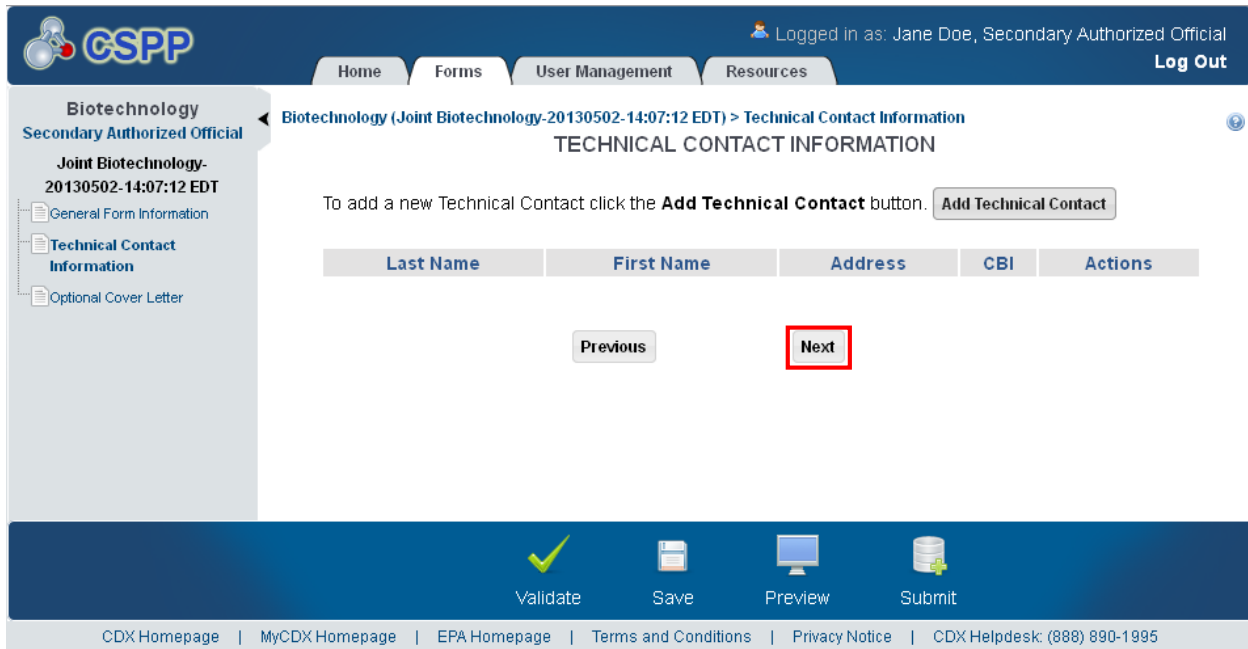 CSPP
Logged in as: Jane Doe, Secondary Authorized Official
Log Out
Home Forms User Management Resources
Biotechnology
Secondary Authorized Official
Joint Biotechnology-
20130502-14:07:12 EDT
General Form Information
Technical Contact
Information
Optional Cover Letter
Biotechnology (Joint Biotechnology-20130502-14:07:12 EDT) > Technical Contact Information
TECHNICAL CONTACT INFORMATION
To add a new Technical Contact click the Add Technical Contact button. Add Technical Contact
Last Name First Name Address CBI Actions
Previous Next
Validate Save Preview Submit
CDX Homepage | MyCDX Homepage | EPA Homepage | Terms and Conditions | Privacy Notice | CDX Helpdesk: (888) 890-1995